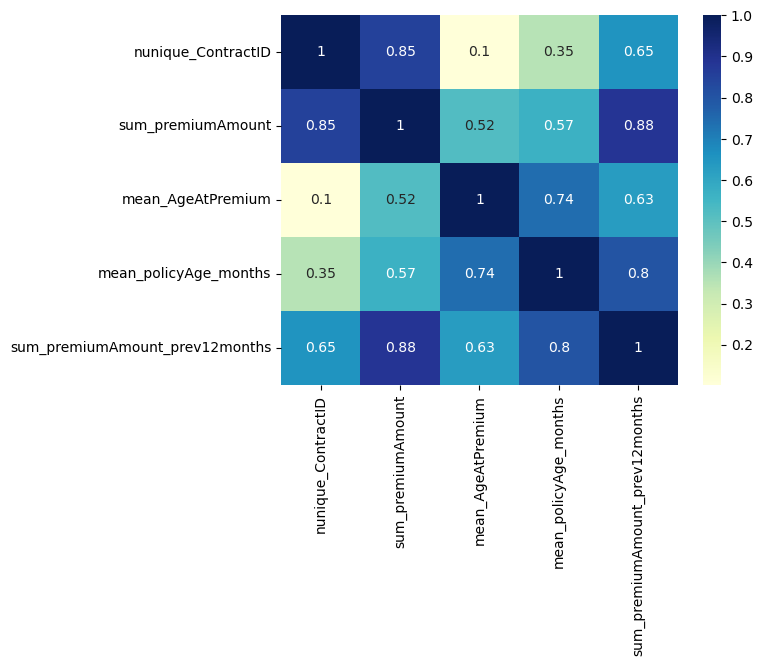 nunique_ContractID 1 0.85 0.1 0.35 0.65
sum_premiumAmount 0.85 1 0.52 0.57 0.88
mean_AgeAtPremium 0.1 0.52 1 0.74 0.63
mean_policyAge_months 0.35 0.57 0.74 1 0.8
sum_premiumAmount_prev12months 0.65 0.88 0.63 0.8 1
nunique_ContractID
sum_premiumAmount
mean_AgeAtPremium
mean_policyAge_months
sum_premiumAmount_prev12months
1.0
0.9
0.8
0.7
0.6
0.5
0.4
0.3
0.2